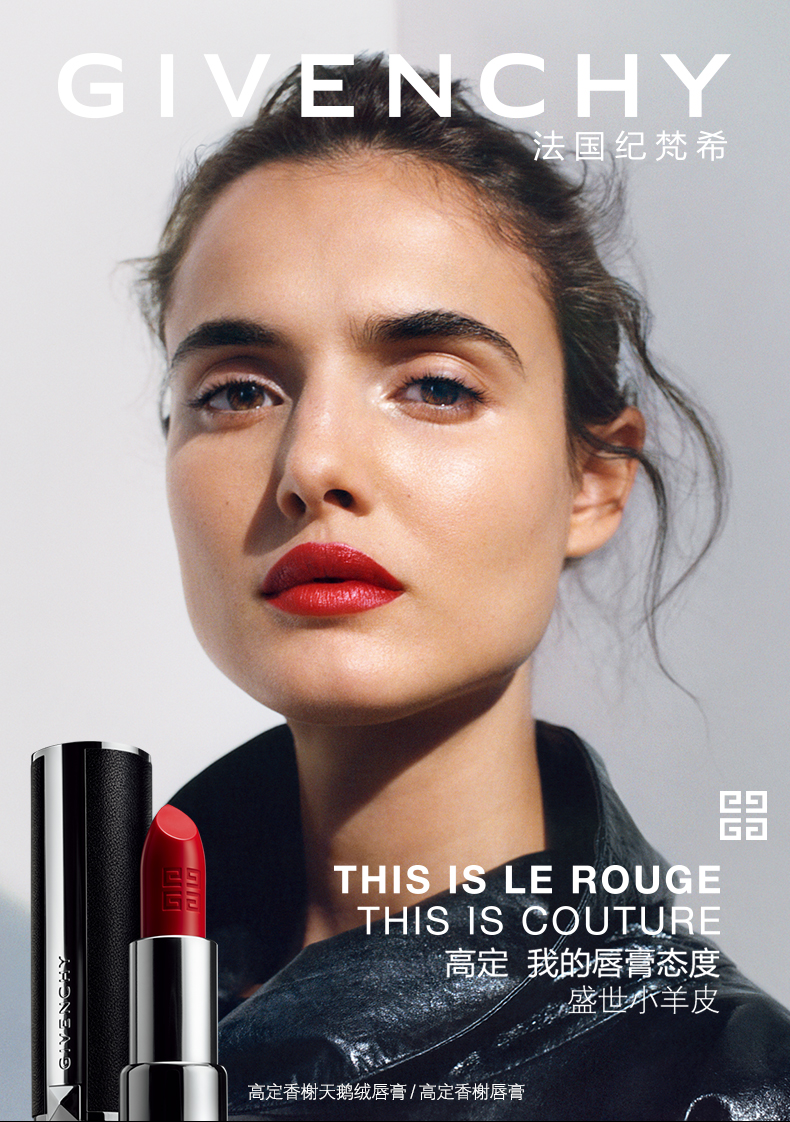 GIVENCHY
法国纪梵希
THIS IS LE ROUGE
THIS IS COUTURE
高定 我的唇膏态度
盛世小羊皮
GIVENCHY
高定香榭天鹅绒唇膏 / 高定香榭唇膏